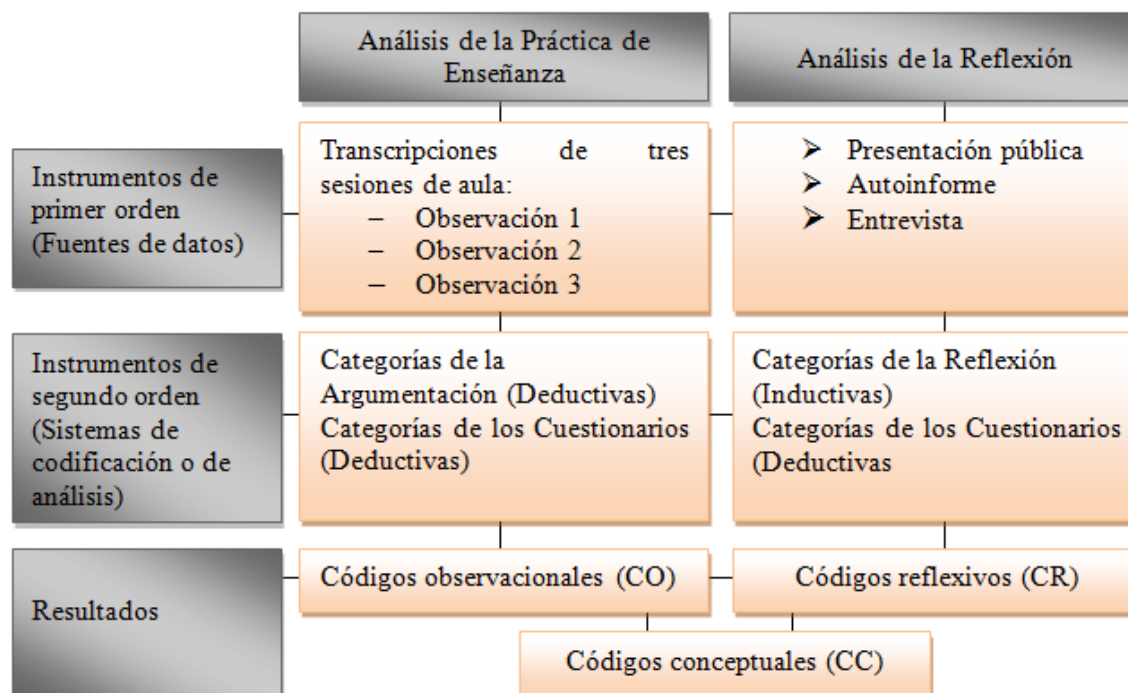 Análisis de la Práctica de
Enseñanza
Análisis de la Reflexión
Instrumentos de
primer orden
(Fuentes de datos)
Transcripciones de tres
sesiones de aula:
– Observación 1
– Observación 2
– Observación 3
➤ Presentación pública
➤ Autoinforme
➤ Entrevista
Instrumentos de
segundo orden
(Sistemas de
codificación o de
análisis)
Categorías de la
Argumentación (Deductivas)
Categorías de los Cuestionarios
(Deductivas)
Categorías de la Reflexión
(Inductivas)
Categorías de los Cuestionarios
(Deductivas
Resultados
Códigos observacionales (CO)
Códigos reflexivos (CR)
Códigos conceptuales (CC)